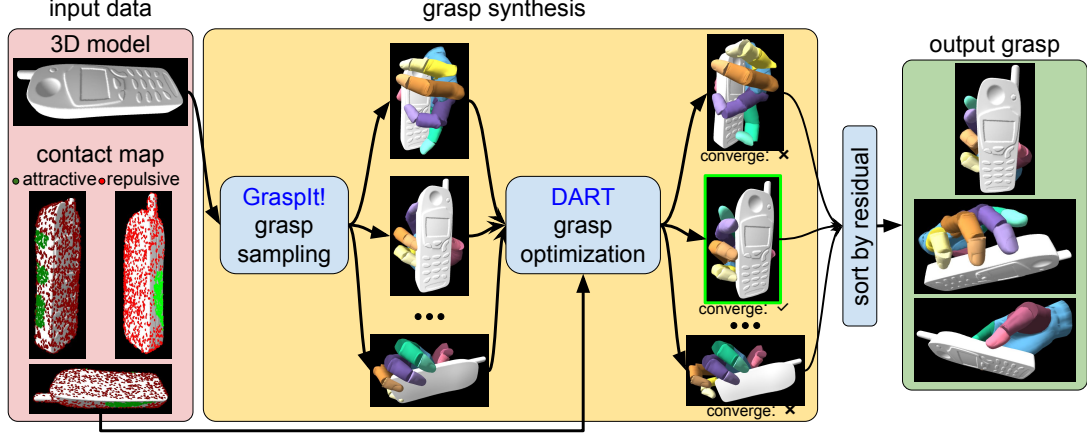 input data
grasp synthesis
3D model
contact map
attractive repulsive
GraspIt!
grasp
sampling
DART
grasp
optimization
converge: ×
converge: ✓
converge: ×
sort by residual
output grasp